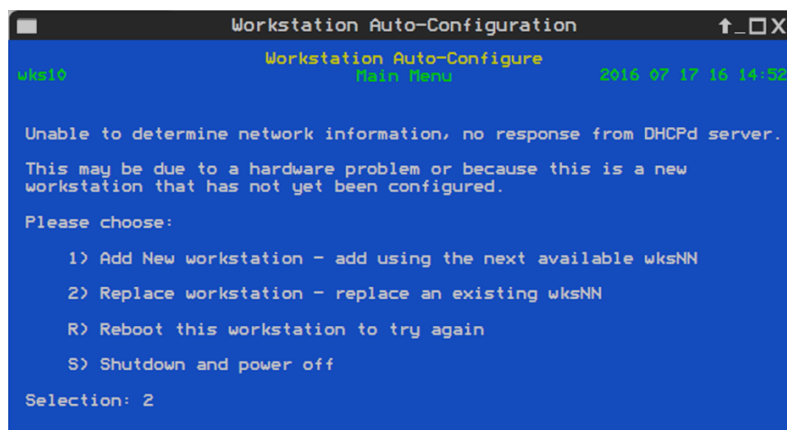 Workstation Auto-Configuration
Workstation Auto-Configure
wks10 Main Menu 2016 07 17 16 14:52
Unable to determine network information, no response from DHCPd server.
This may be due to a hardware problem or because this is a new
workstation that has not yet been configured.
Please choose:
1) Add New workstation - add using the next available wksNN
2) Replace workstation - replace an existing wksNN
R) Reboot this workstation to try again
S) Shutdown and power off
Selection: 2